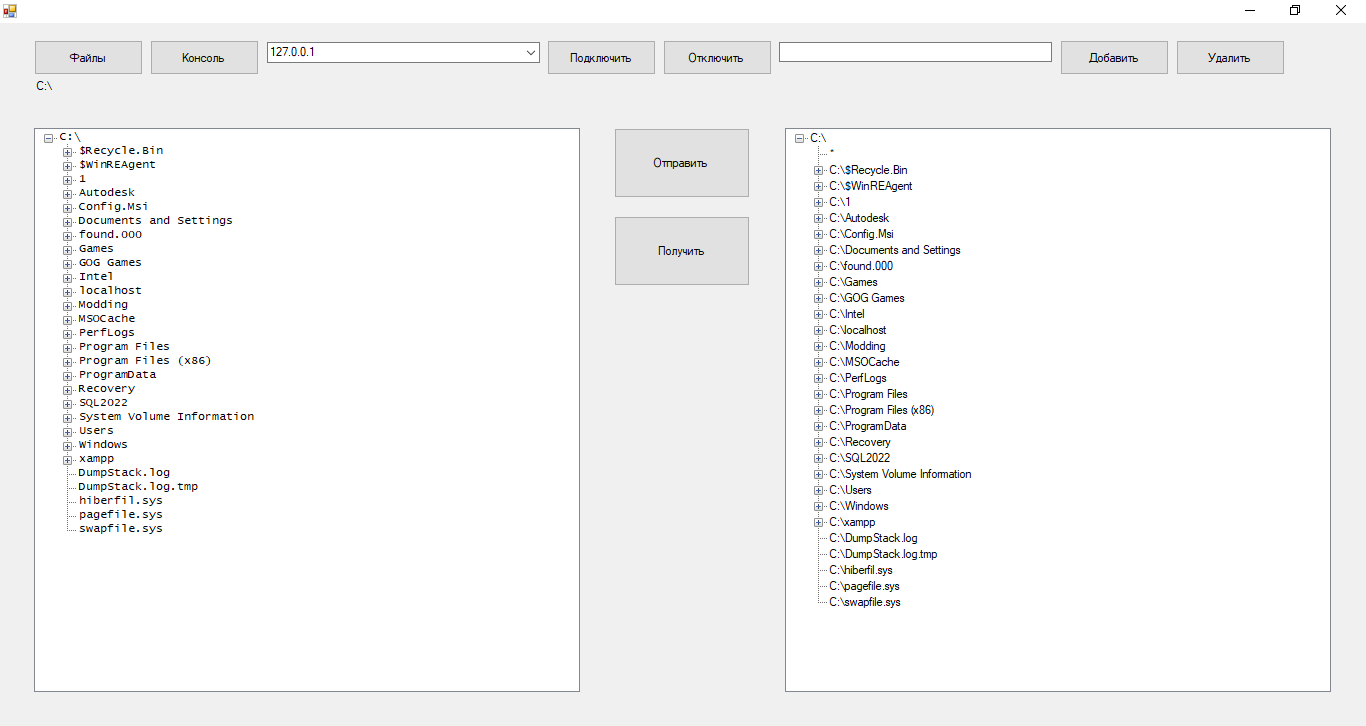 Файлы
Консоль
127.0.0.1
Подключить
Отключить
Добавить
Удалить
C:\
C:\
$Recycle.Bin
$WinREAgent
1
Autodesk
Config.Msi
Documents and Settings
found.000
Games
GOG Games
Intel
localhost
Modding
MSOCache
PerfLogs
Program Files
Program Files (x86)
ProgramData
Recovery
SQL2022
System Volume Information
Users
Windows
xampp
DumpStack.log
DumpStack.log.tmp
hiberfil.sys
pagefile.sys
swapfile.sys
Отправить
Получить
C:\
*
C:\$Recycle.Bin
C:\$WinREAgent
C:\1
C:\Autodesk
C:\Config.Msi
C:\Documents and Settings
C:\found.000
C:\Games
C:\GOG Games
C:\Intel
C:\localhost
C:\Modding
C:\MSOCache
C:\PerfLogs
C:\Program Files
C:\Program Files (x86)
C:\ProgramData
C:\Recovery
C:\SQL2022
C:\System Volume Information
C:\Users
C:\Windows
C:\xampp
C:\DumpStack.log
C:\DumpStack.log.tmp
C:\hiberfil.sys
C:\pagefile.sys
C:\swapfile.sys